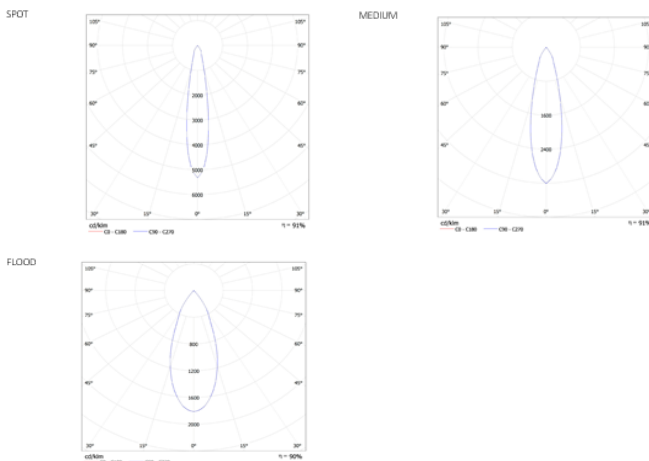 SPOT
105° 105°
90° 90°
75° 75°
60° 60°
45° 45°
2000
3000
4000
5000
6000
30° 15° 0° 15° 30°
cd/klm η = 91%
C0 - C180 C90 - C270
MEDIUM
105° 105°
90° 90°
75° 75°
60° 60°
45° 45°
1600
2400
30° 15° 0° 15° 30°
cd/klm η = 91%
C0 - C180 C90 - C270
FLOOD
105° 105°
90° 90°
75° 75°
60° 60°
45° 45°
800
1200
1600
2000
30° 15° 0° 15° 30°
cd/klm η = 90%